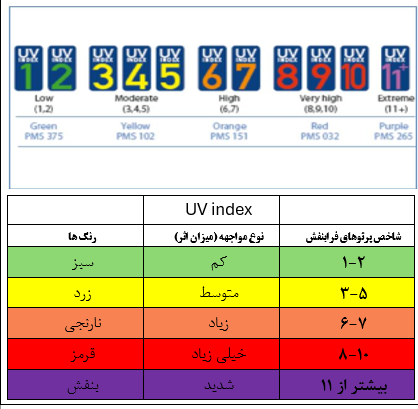 UV INDEX 1 UV INDEX 2 UV INDEX 3 UV INDEX 4 UV INDEX 5 UV INDEX 6 UV INDEX 7 UV INDEX 8 UV INDEX 9 UV INDEX 10 UV INDEX 11+
Low Moderate High Very high Extreme
(1,2) (3,4,5) (6,7) (8,9,10) (11+)
Green Yellow Orange Red Purple
PMS 375 PMS 102 PMS 151 PMS 032 PMS 265
UV index
شاخص پرتوهای فرابنفش نوع مواجهه (میزان اثر) رنگ ها
۱-۲ کم سبز
۳-۵ متوسط زرد
۶-۷ زیاد نارنجی
۸-۱۰ خیلی زیاد قرمز
بیشتر از ۱۱ شدید بنفش